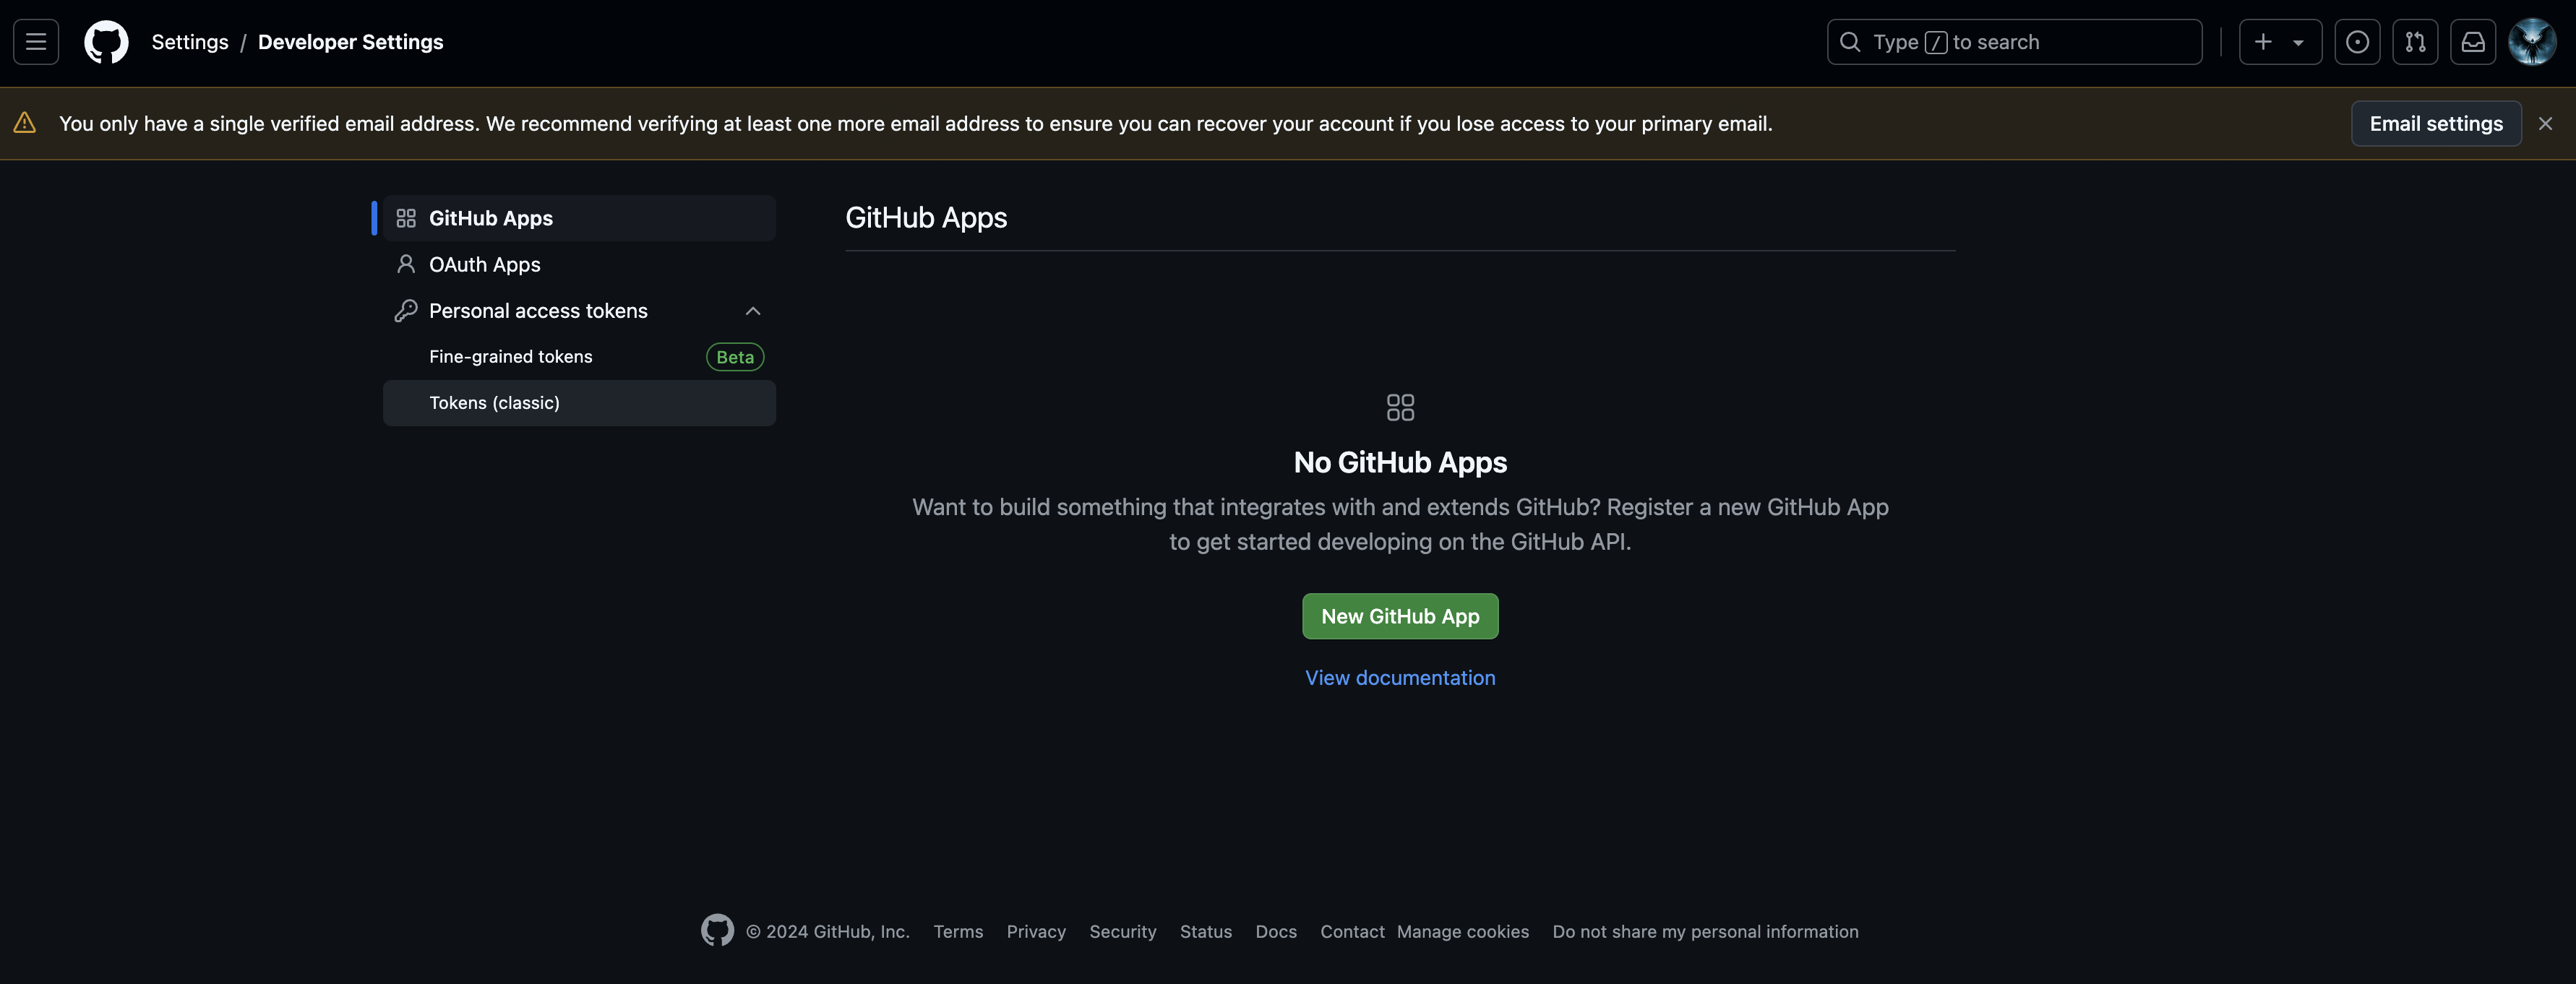 Settings / Developer Settings
Type / to search
You only have a single verified email address. We recommend verifying at least one more email address to ensure you can recover your account if you lose access to your primary email.
Email settings
GitHub Apps
OAuth Apps
Personal access tokens
Fine-grained tokens Beta
Tokens (classic)
GitHub Apps
No GitHub Apps
Want to build something that integrates with and extends GitHub? Register a new GitHub App
to get started developing on the GitHub API.
New GitHub App
View documentation
© 2024 GitHub, Inc. Terms Privacy Security Status Docs Contact Manage cookies Do not share my personal information